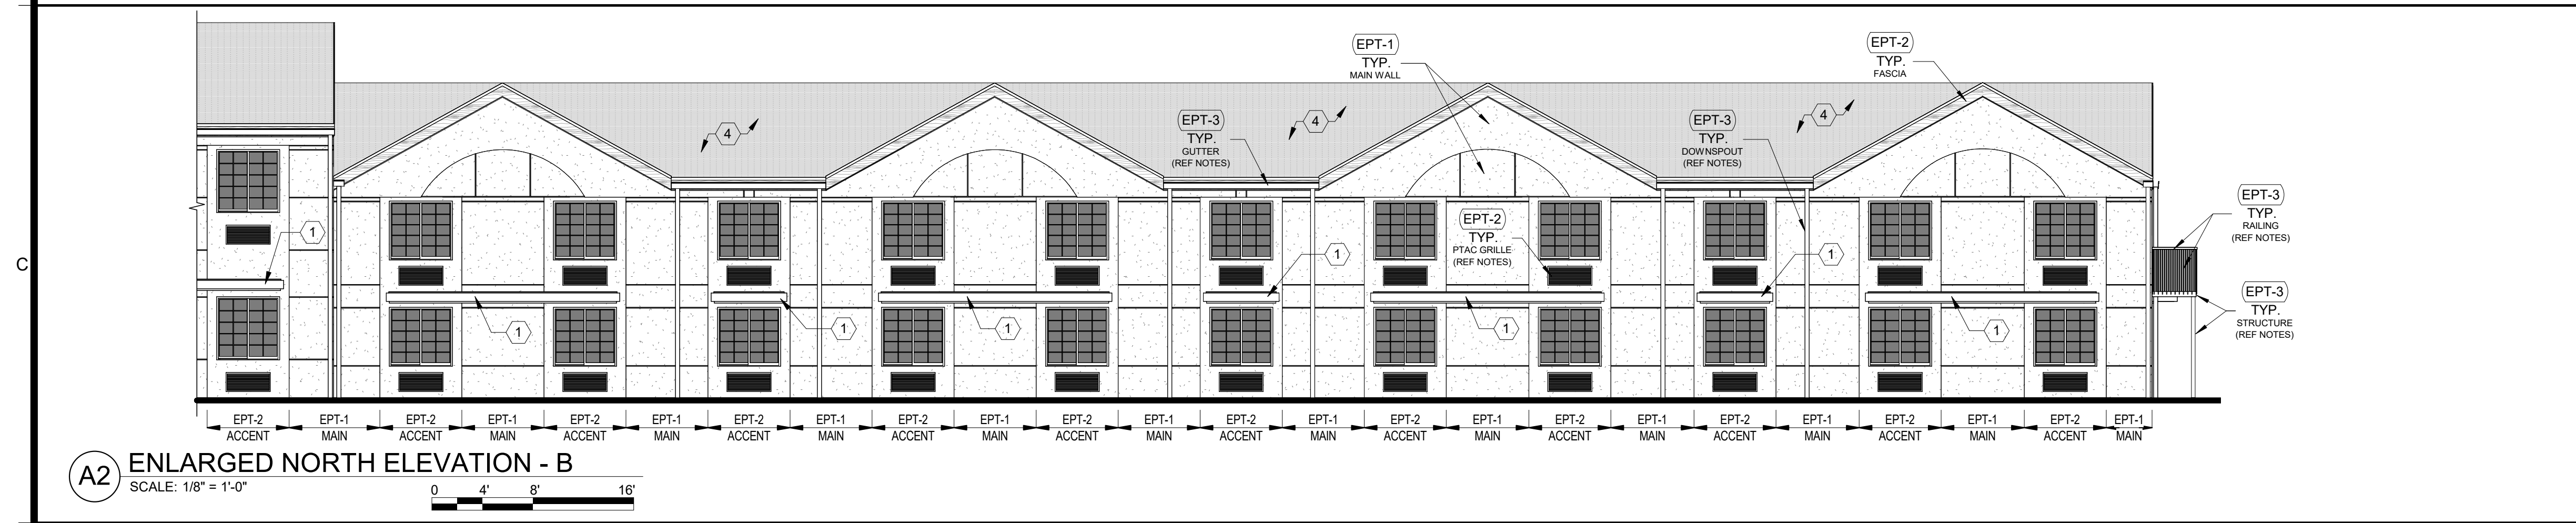 EPT-1
TYP.
MAIN WALL
EPT-2
TYP.
FASCIA
4
4
4
EPT-3
TYP.
GUTTER
(REF NOTES)
EPT-3
TYP.
DOWNSPOUT
(REF NOTES)
EPT-3
TYP.
RAILING
(REF NOTES)
EPT-2
TYP.
PTAC GRILLE
(REF NOTES)
1
1
1
C
EPT-3
TYP.
STRUCTURE
(REF NOTES)
1
1
1
1
1
EPT-2 EPT-1 EPT-2 EPT-1 EPT-2 EPT-1 EPT-2 EPT-1 EPT-2 EPT-1 EPT-2 EPT-1 EPT-2 EPT-1 EPT-2 EPT-1 EPT-2 EPT-1 EPT-2 EPT-1 EPT-2 EPT-1 EPT-2 EPT-1
ACCENT MAIN ACCENT MAIN ACCENT MAIN ACCENT MAIN ACCENT MAIN ACCENT MAIN ACCENT MAIN ACCENT MAIN ACCENT MAIN ACCENT MAIN ACCENT MAIN ACCENT MAIN
A2
ENLARGED NORTH ELEVATION - B
SCALE: 1/8" = 1'-0"
0 4' 8' 16'